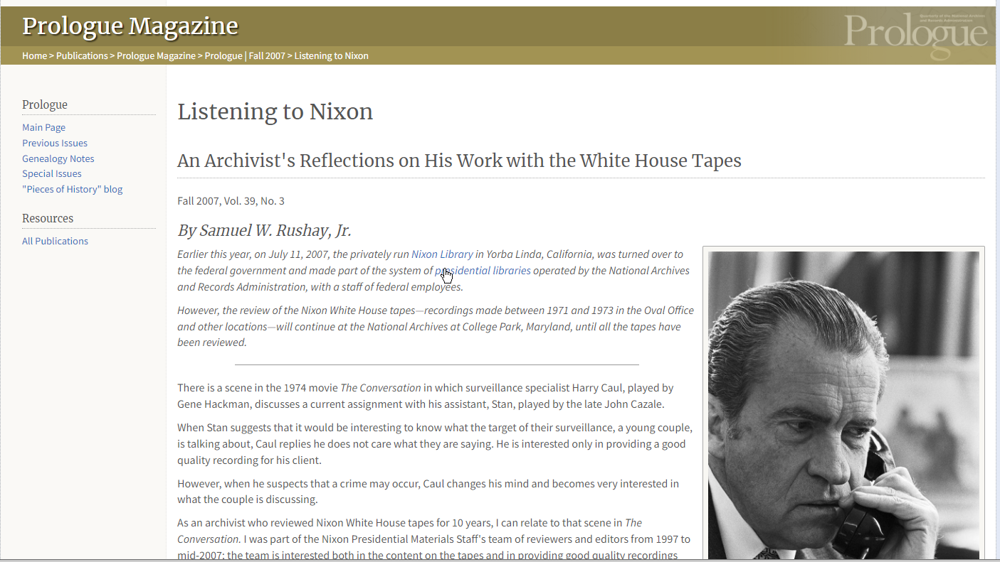 Prologue Magazine
Quarterly of the National Archives
and Records Administration
Prologue
Home > Publications > Prologue Magazine > Prologue | Fall 2007 > Listening to Nixon
Prologue
Main Page
Previous Issues
Genealogy Notes
Special Issues
"Pieces of History" blog
Resources
All Publications
Listening to Nixon
An Archivist's Reflections on His Work with the White House Tapes
Fall 2007, Vol. 39, No. 3
By Samuel W. Rushay, Jr.
Earlier this year, on July 11, 2007, the privately run Nixon Library in Yorba Linda, California, was turned over to
the federal government and made part of the system of presidential libraries operated by the National Archives
and Records Administration, with a staff of federal employees.
However, the review of the Nixon White House tapes—recordings made between 1971 and 1973 in the Oval Office
and other locations—will continue at the National Archives at College Park, Maryland, until all the tapes have
been reviewed.
There is a scene in the 1974 movie The Conversation in which surveillance specialist Harry Caul, played by
Gene Hackman, discusses a current assignment with his assistant, Stan, played by the late John Cazale.
When Stan suggests that it would be interesting to know what the target of their surveillance, a young couple,
is talking about, Caul replies he does not care what they are saying. He is interested only in providing a good
quality recording for his client.
However, when he suspects that a crime may occur, Caul changes his mind and becomes very interested in
what the couple is discussing.
As an archivist who reviewed Nixon White House tapes for 10 years, I can relate to that scene in The
Conversation. I was part of the Nixon Presidential Materials Staff's team of reviewers and editors from 1997 to
mid-2007; the team is interested both in the content on the tapes and in providing good quality recordings